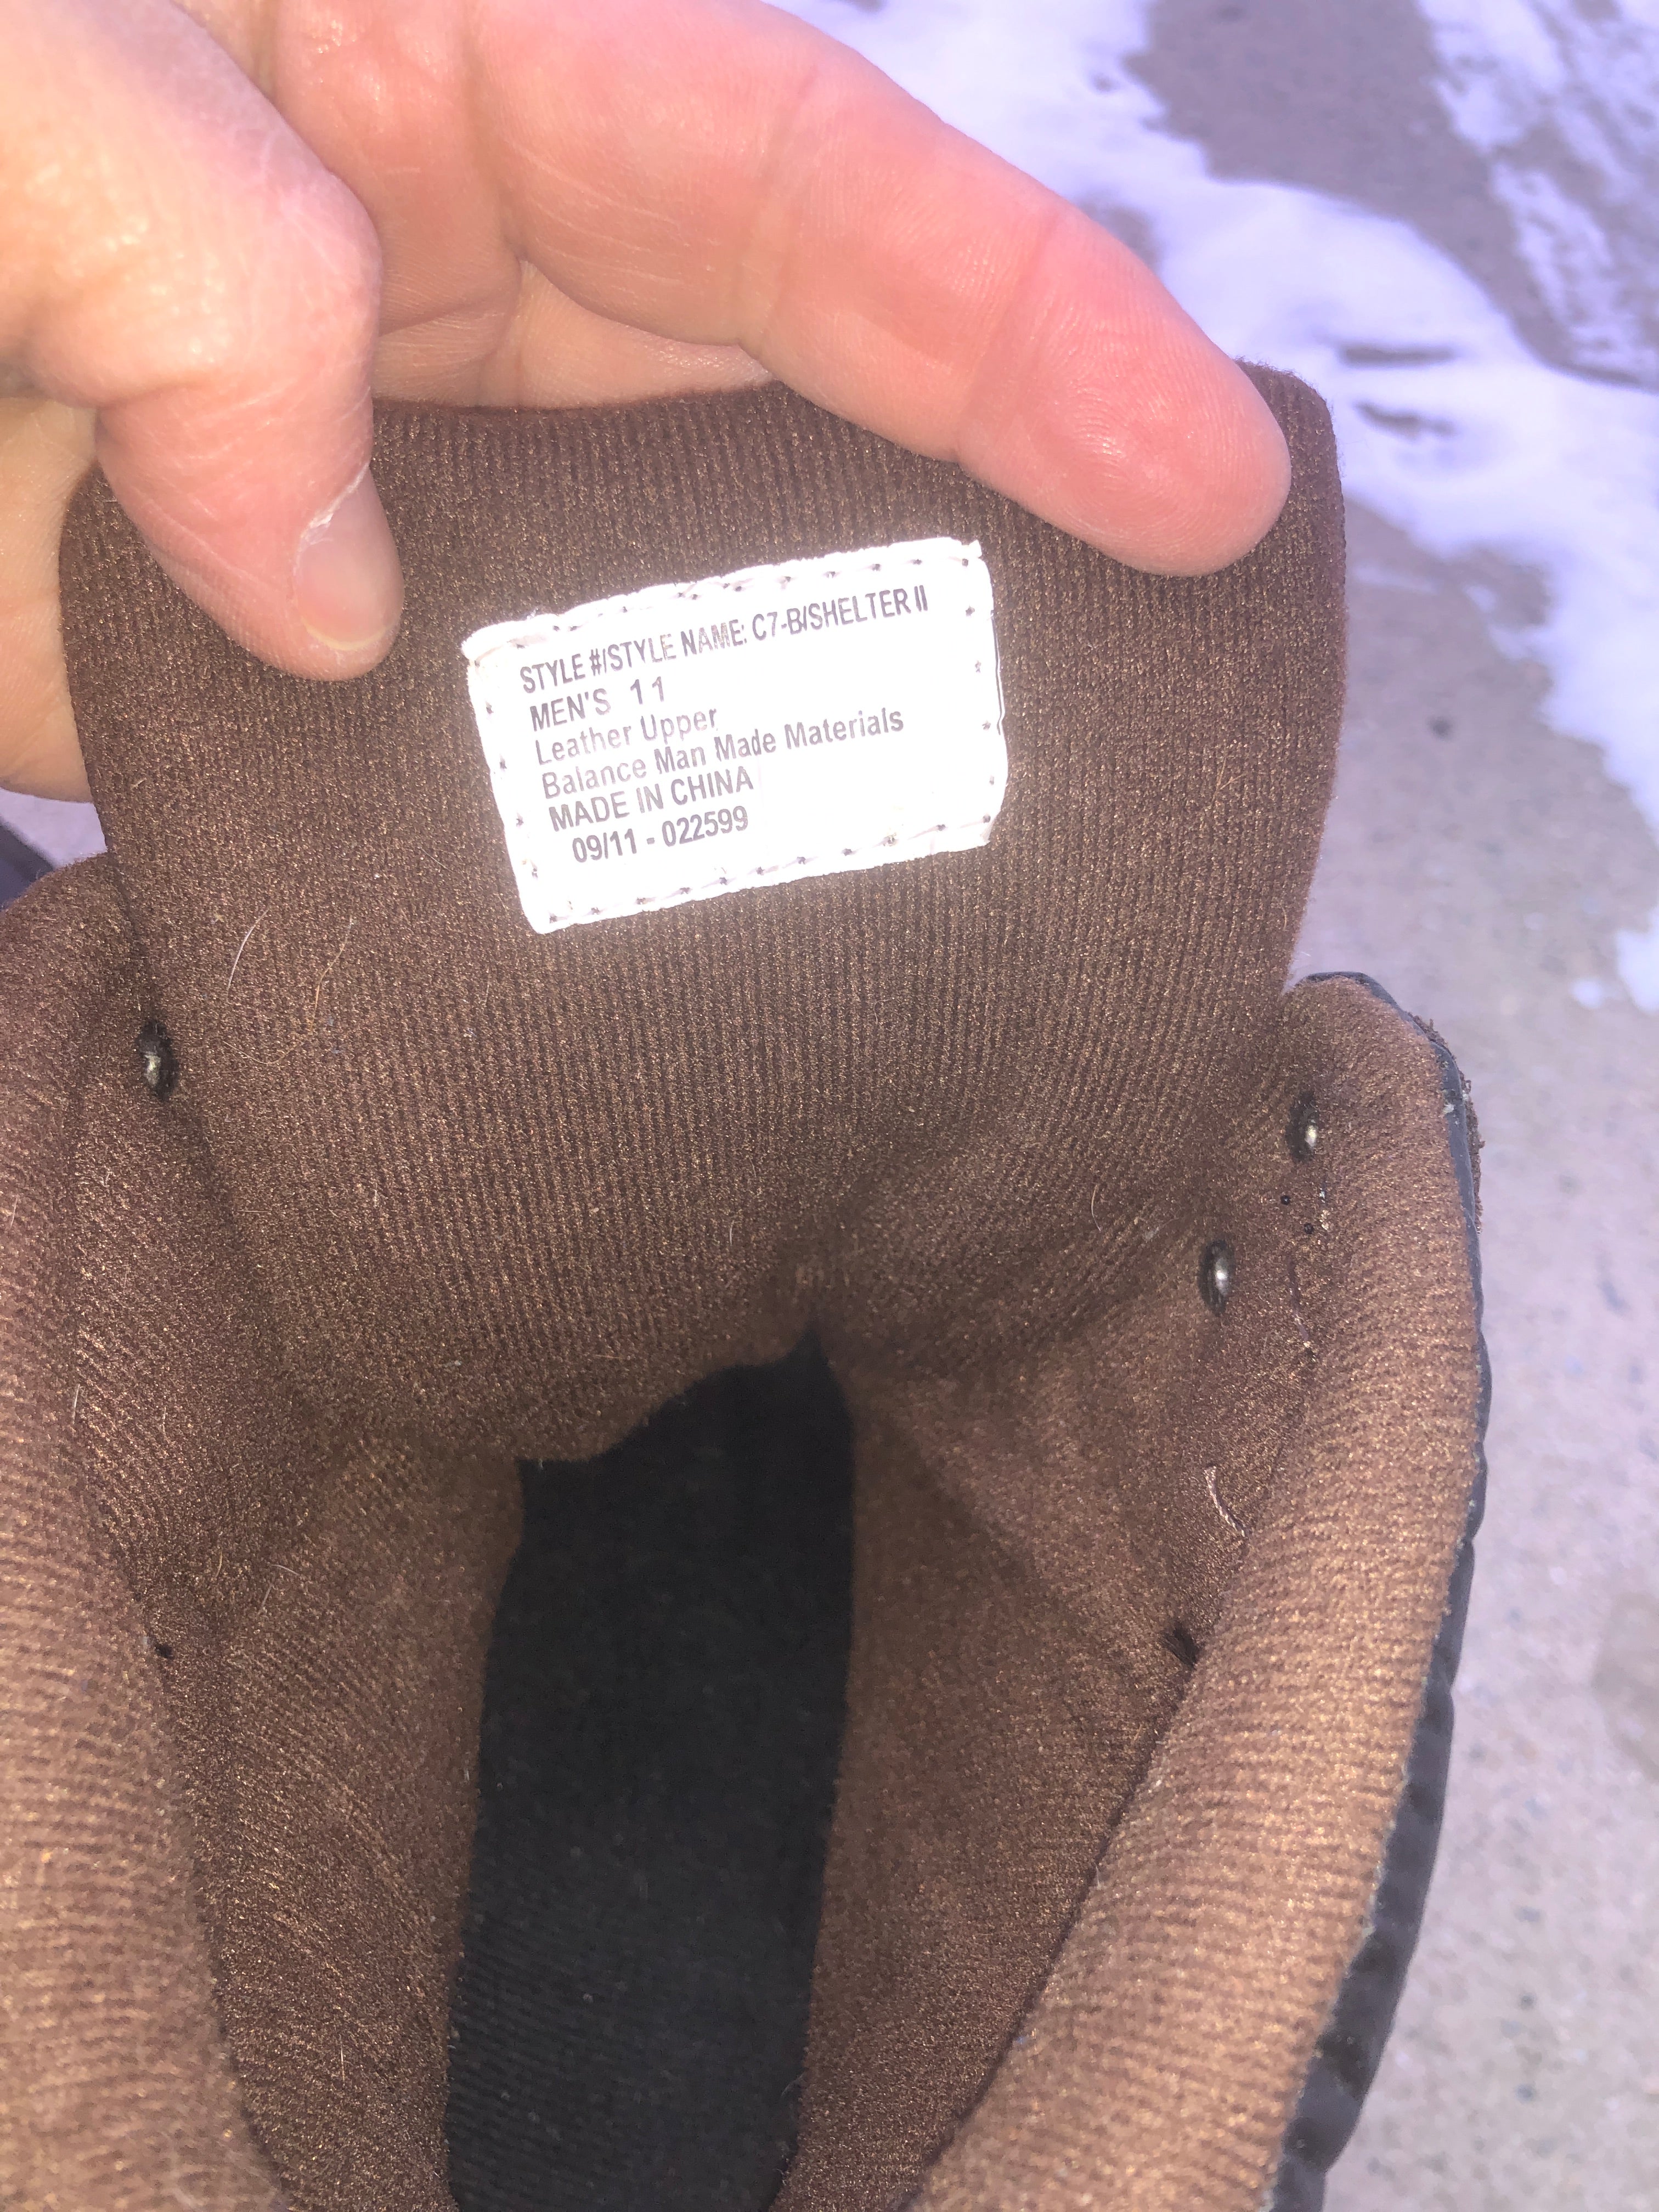 STYLE #/STYLE NAME: C7-B/SHELTER II
MEN'S 11
Leather Upper
Balance Man Made Materials
MADE IN CHINA
09/11 - 022599